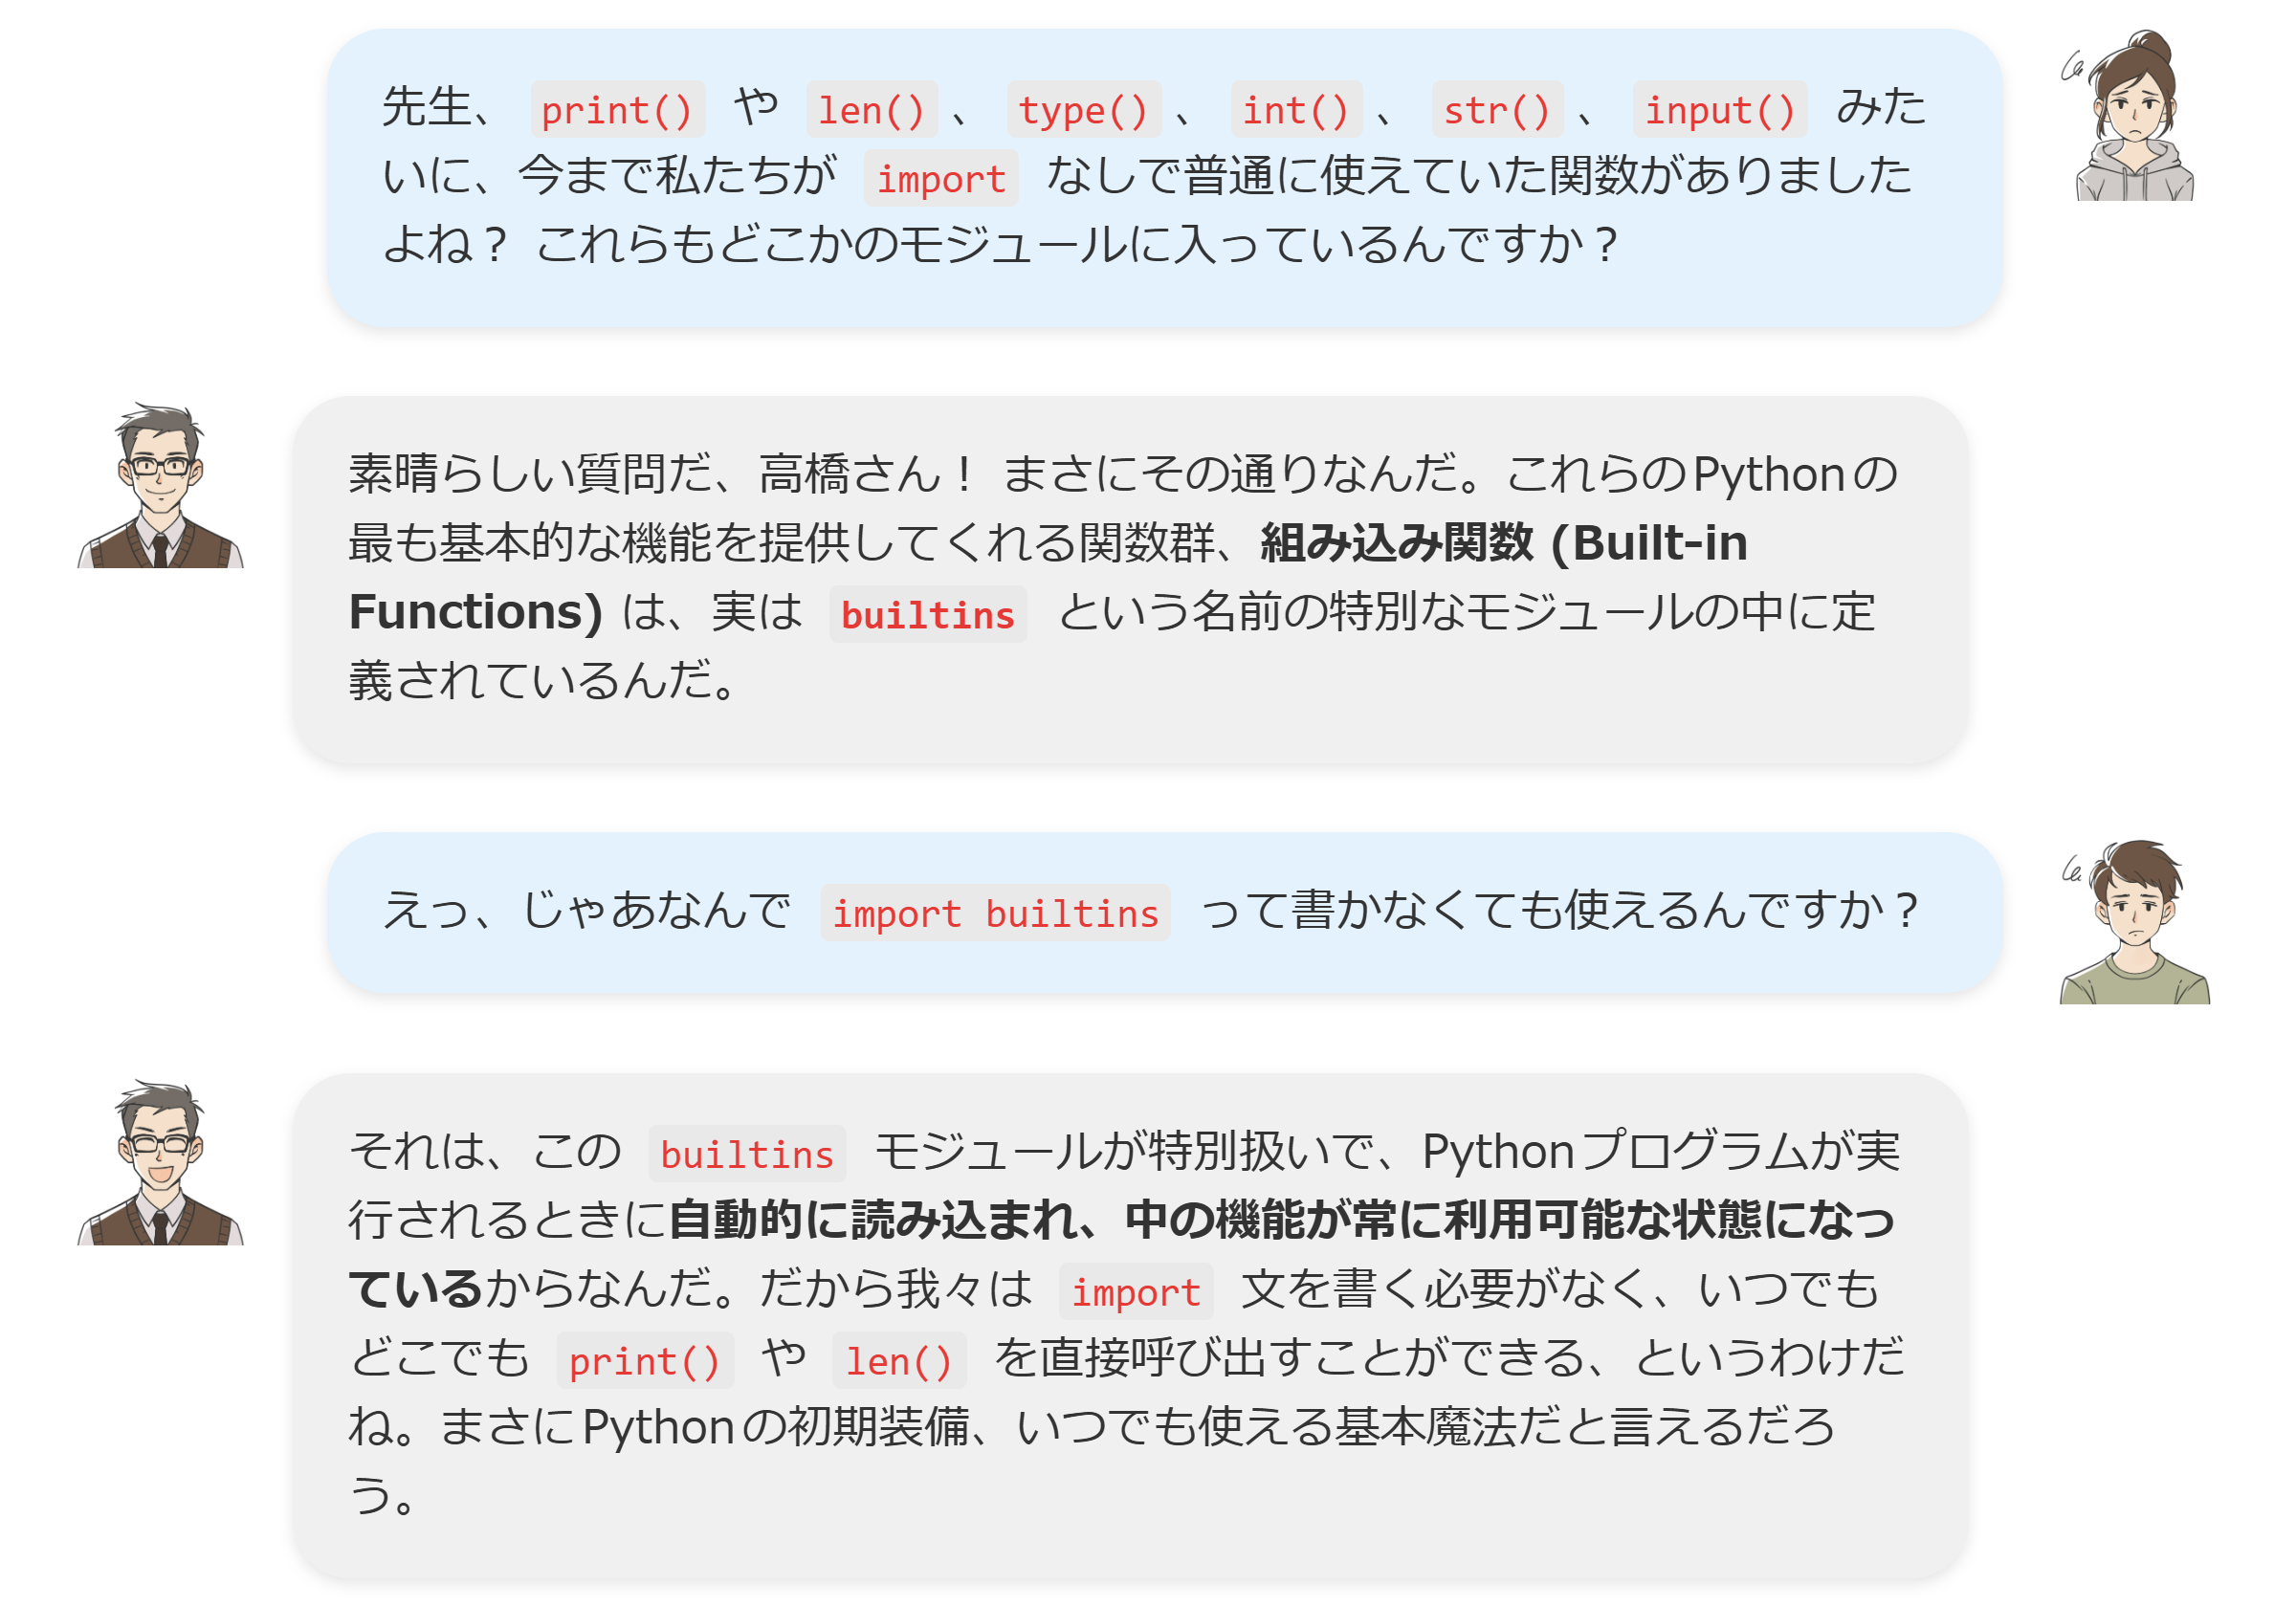 先生、 print() や len() 、 type() 、 int() 、 str() 、 input() みた
いに、今まで私たちが import なしで普通に使えていた関数がありました
よね？ これらもどこかのモジュールに入っているんですか？
素晴らしい質問だ、高橋さん！ まさにその通りなんだ。これらのPythonの
最も基本的な機能を提供してくれる関数群、組み込み関数 (Built-in
Functions) は、実は builtins という名前の特別なモジュールの中に定
義されているんだ。
えっ、じゃあなんで import builtins って書かなくても使えるんですか？
それは、この builtins モジュールが特別扱いで、Pythonプログラムが実
行されるときに自動的に読み込まれ、中の機能が常に利用可能な状態になっ
ているからなんだ。だから我々は import 文を書く必要がなく、いつでも
どこでも print() や len() を直接呼び出すことができる、というわけだ
ね。まさにPythonの初期装備、いつでも使える基本魔法だと言えるだろ
う。